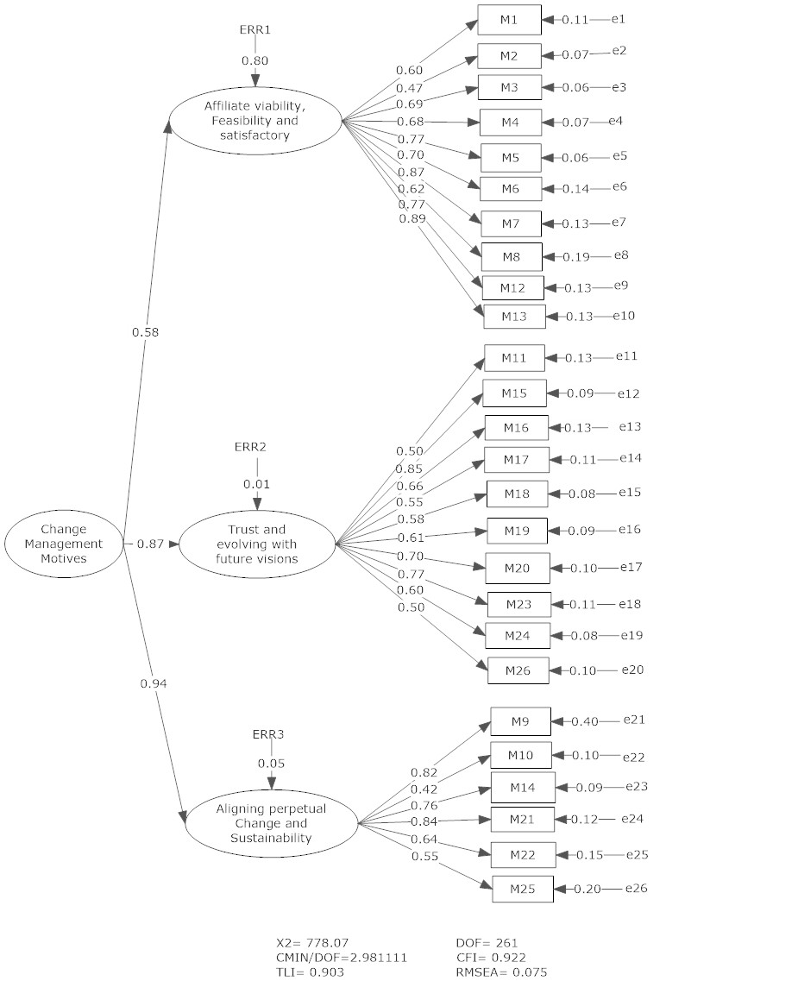 ERR1
0.80
Affiliate viability,
Feasibility and
satisfactory
0.60
0.47
0.69
0.68
0.77
0.70
0.87
0.62
0.77
0.89
M1 0.11 e1
M2 0.07 e2
M3 0.06 e3
M4 0.07 e4
M5 0.06 e5
M6 0.14 e6
M7 0.13 e7
M8 0.19 e8
M12 0.13 e9
M13 0.13 e10
0.58
ERR2
0.01
Change
Management
Motives
0.87
Trust and
evolving with
future visions
0.50
0.85
0.66
0.55
0.58
0.61
0.70
0.77
0.60
0.50
M11 0.13 e11
M15 0.09 e12
M16 0.13 e13
M17 0.11 e14
M18 0.08 e15
M19 0.09 e16
M20 0.10 e17
M23 0.11 e18
M24 0.08 e19
M26 0.10 e20
0.94
ERR3
0.05
Aligning perpetual
Change and
Sustainability
0.82
0.42
0.76
0.84
0.64
0.55
M9 0.40 e21
M10 0.10 e22
M14 0.09 e23
M21 0.12 e24
M22 0.15 e25
M25 0.20 e26
X2= 778.07 DOF= 261
CMIN/DOF=2.981111 CFI= 0.922
TLI= 0.903 RMSEA= 0.075